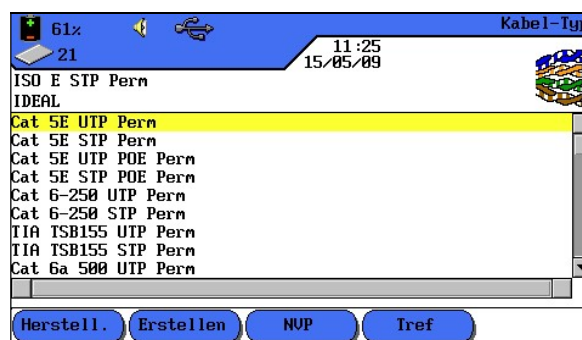 61% Kabel-Typ
21 11:25
15/05/09
ISO E STP Perm
IDEAL
Cat 5E UTP Perm
Cat 5E STP Perm
Cat 5E UTP POE Perm
Cat 5E STP POE Perm
Cat 6-250 UTP Perm
Cat 6-250 STP Perm
TIA TSB155 UTP Perm
TIA TSB155 STP Perm
Cat 6a 500 UTP Perm
Herstell. Erstellen NVP Tref